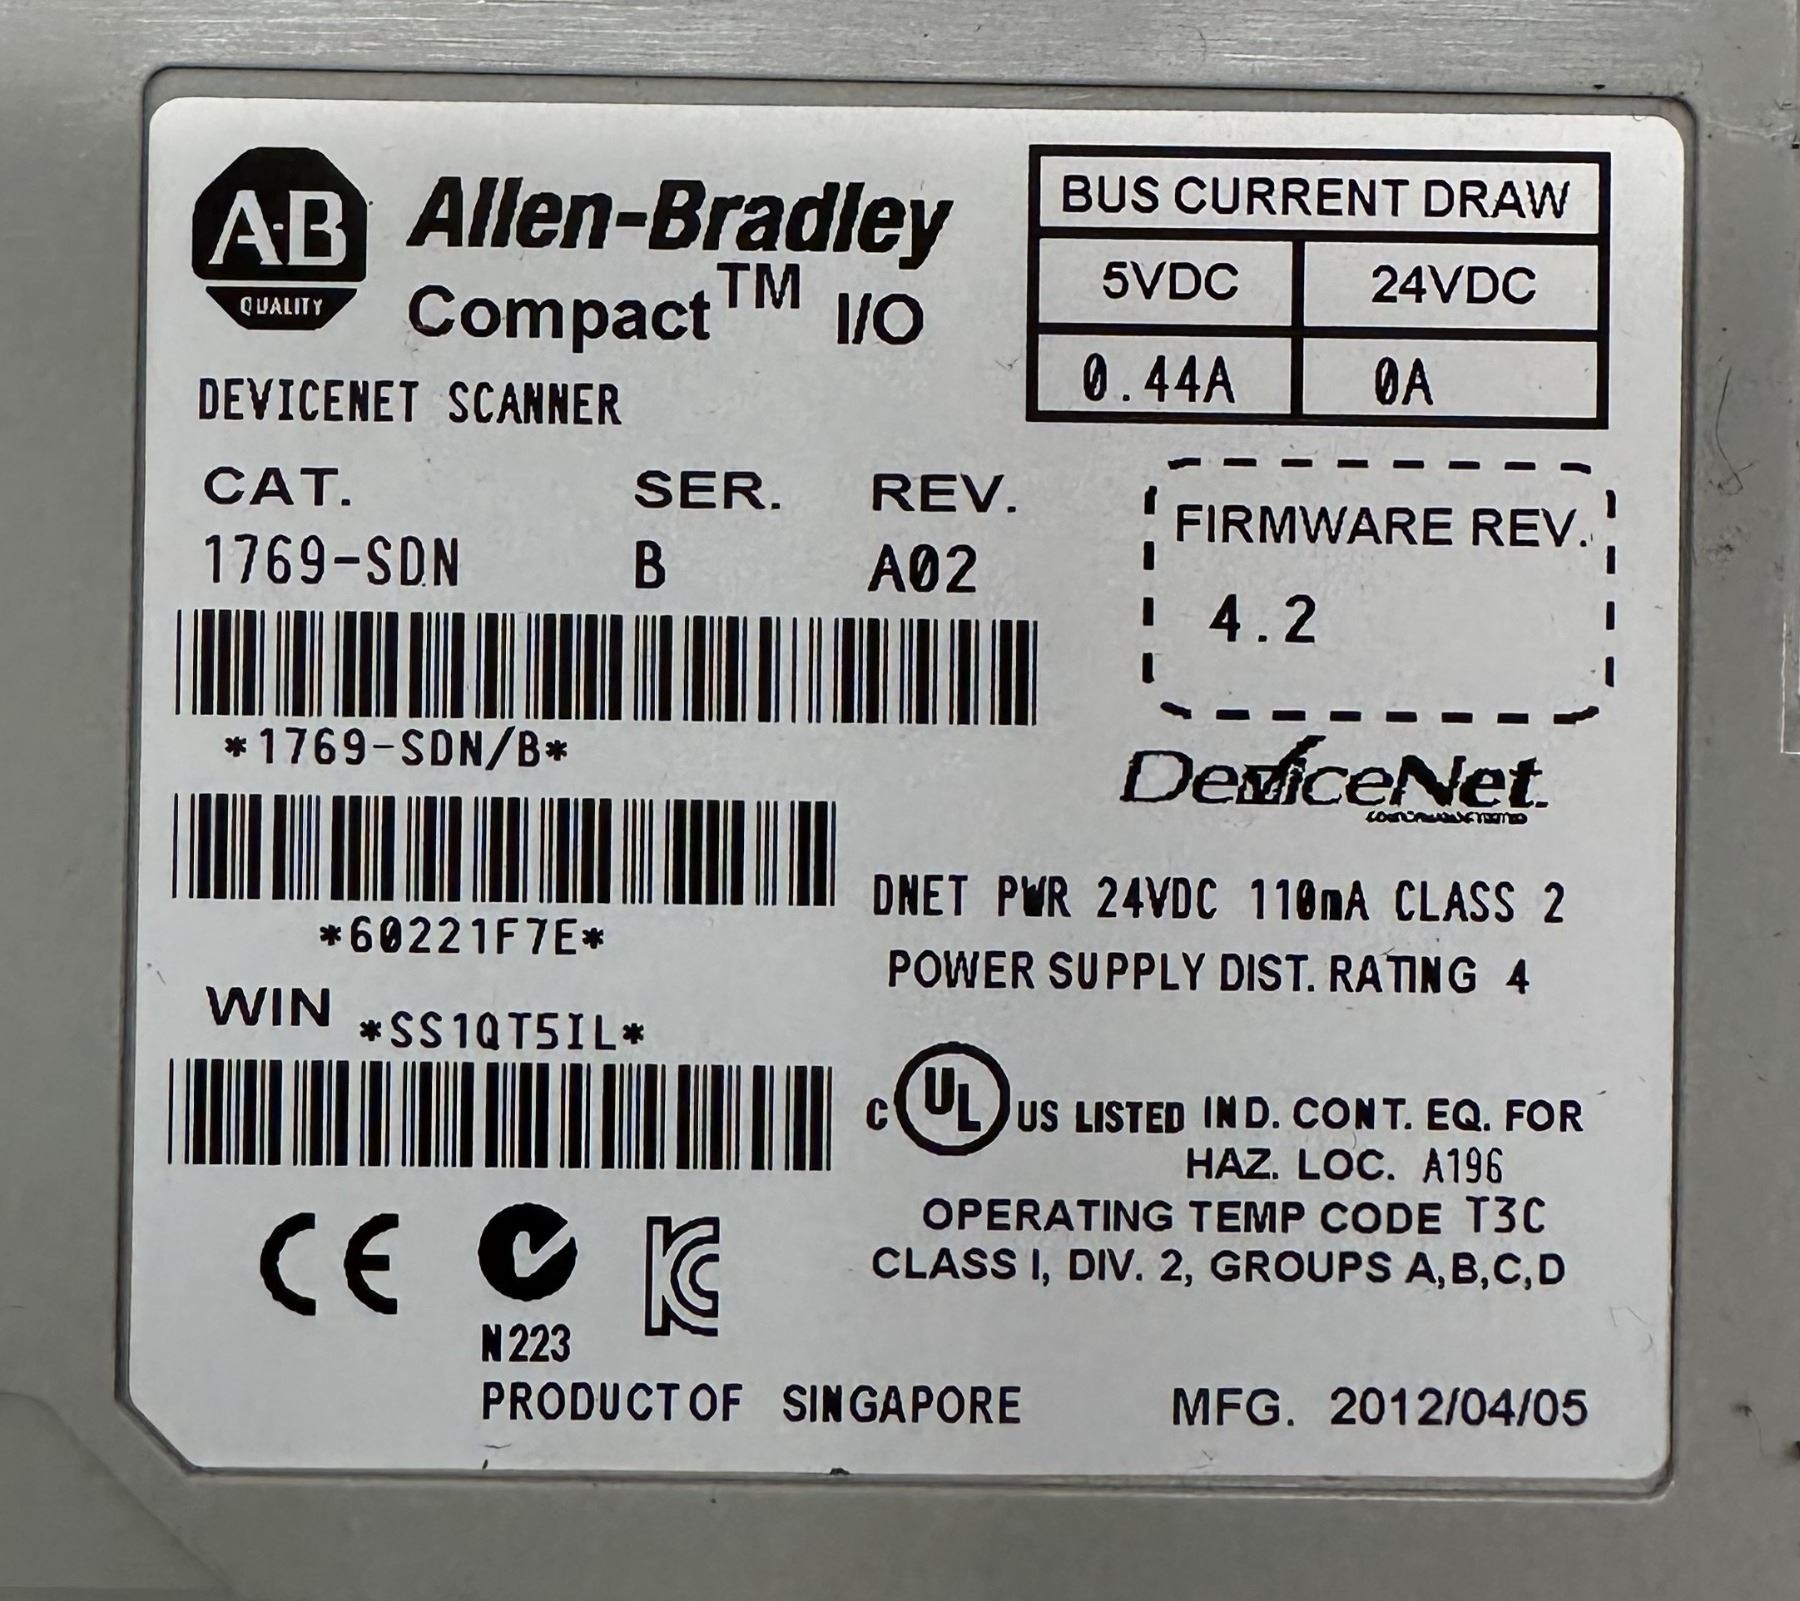 A-B
QUALITY
Allen-Bradley
Compact™ I/O
BUS CURRENT DRAW
5VDC 24VDC
0.44A 0A
DEVICENET SCANNER
CAT. SER. REV.
1769-SDN B A02
FIRMWARE REV.
4.2
*1769-SDN/B*
DeviceNet
*60221F7E*
DNET PWR 24VDC 110mA CLASS 2
POWER SUPPLY DIST. RATING 4
WIN *SS1QT5IL*
C UL US LISTED IND. CONT. EQ. FOR
HAZ. LOC. A196
OPERATING TEMP CODE T3C
CLASS I, DIV. 2, GROUPS A,B,C,D
CE
KC
N223
PRODUCT OF SINGAPORE MFG. 2012/04/05